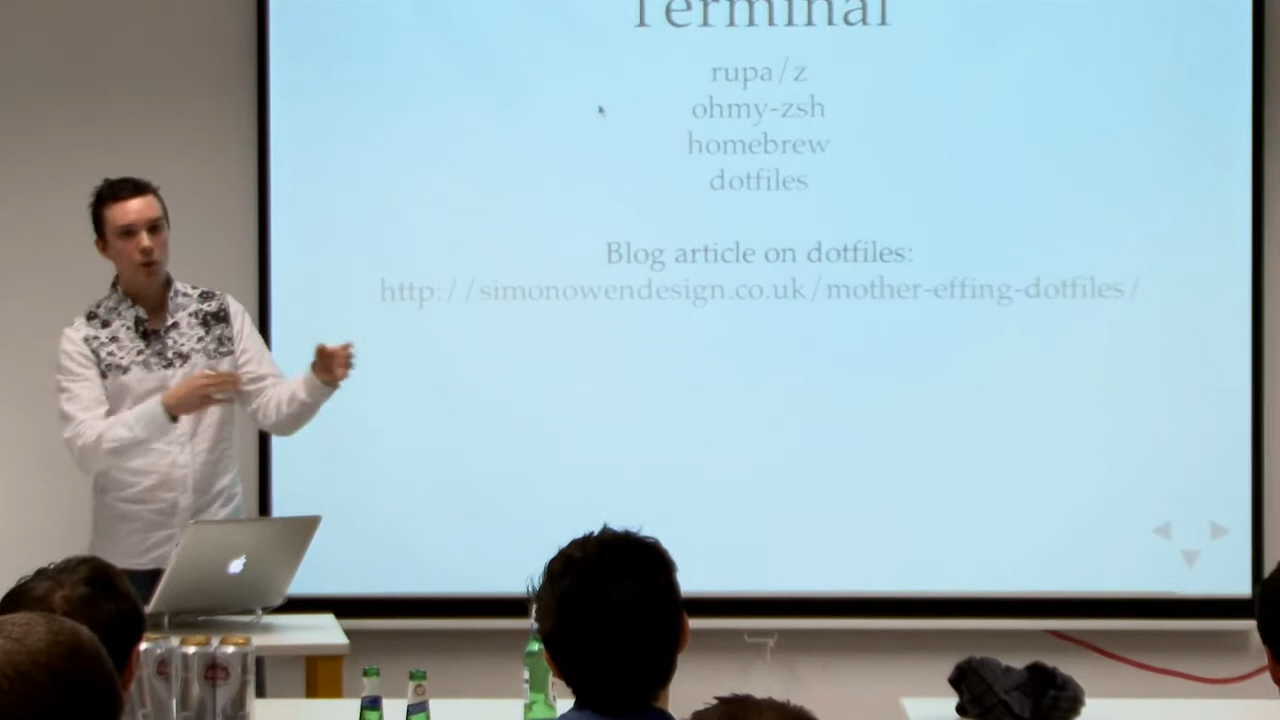 Terminal
rupa/z
ohmy-zsh
homebrew
dotfiles
Blog article on dotfiles:
http://simonowendesign.co.uk/mother-effing-dotfiles/